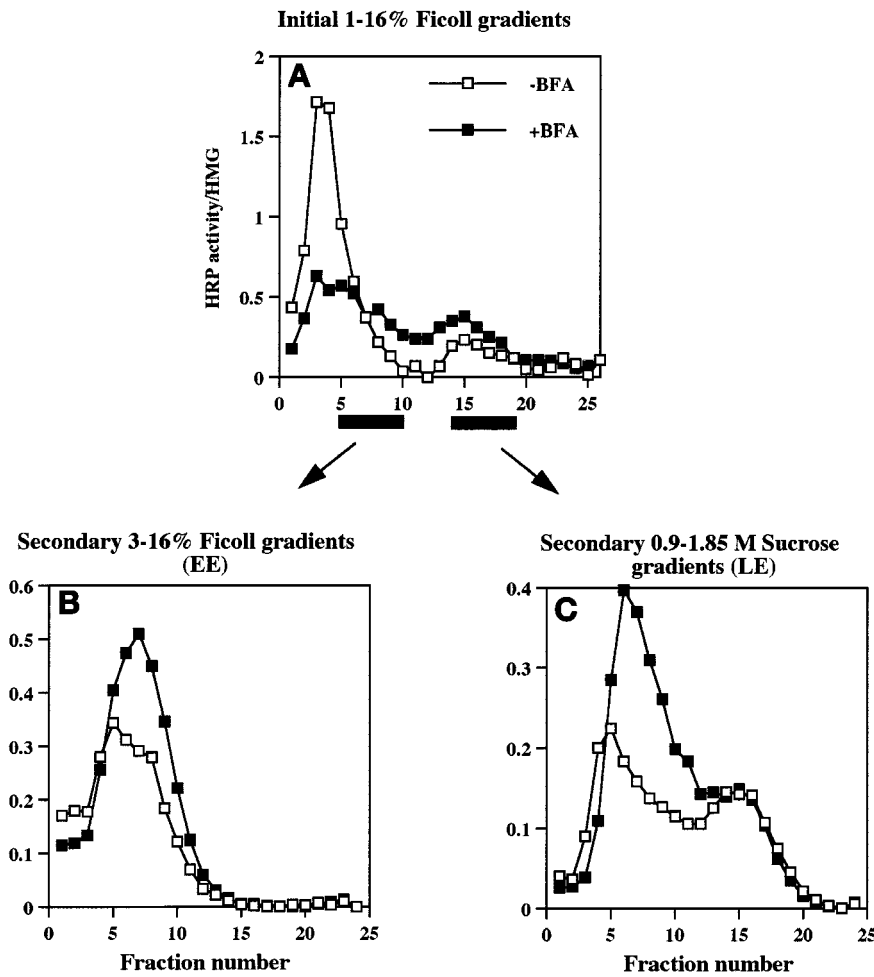 Initial 1-16% Ficoll gradients
A
-BFA
+BFA
HRP activity/HMG
2
1.5
1
0.5
0
0 5 10 15 20 25
Secondary 3-16% Ficoll gradients
(EE)
B
0.6
0.5
0.4
0.3
0.2
0.1
0
0 5 10 15 20 25
Fraction number
Secondary 0.9-1.85 M Sucrose
gradients (LE)
C
0.4
0.3
0.2
0.1
0
0 5 10 15 20 25
Fraction number